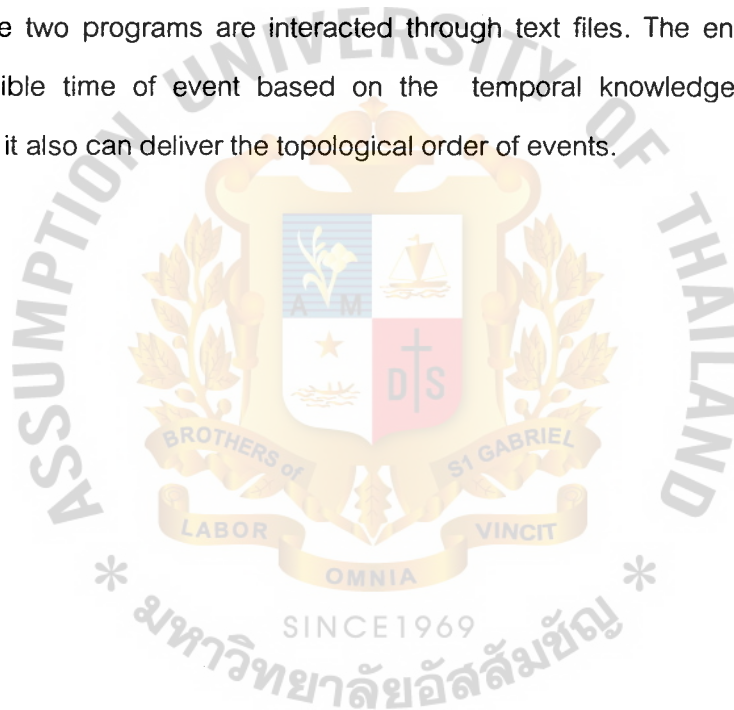 e two programs are interacted through text files. The en
ible time of event based on the temporal knowledge
it also can deliver the topological order of events.
ASSUMPTION UNIVERSITY OF THAILAND
A M
D S
BROTHERS of ST GABRIEL
LABOR VINCIT
OMNIA
* SINCE1969 *
มหาวิทยาลัยอัสสัมชัญ